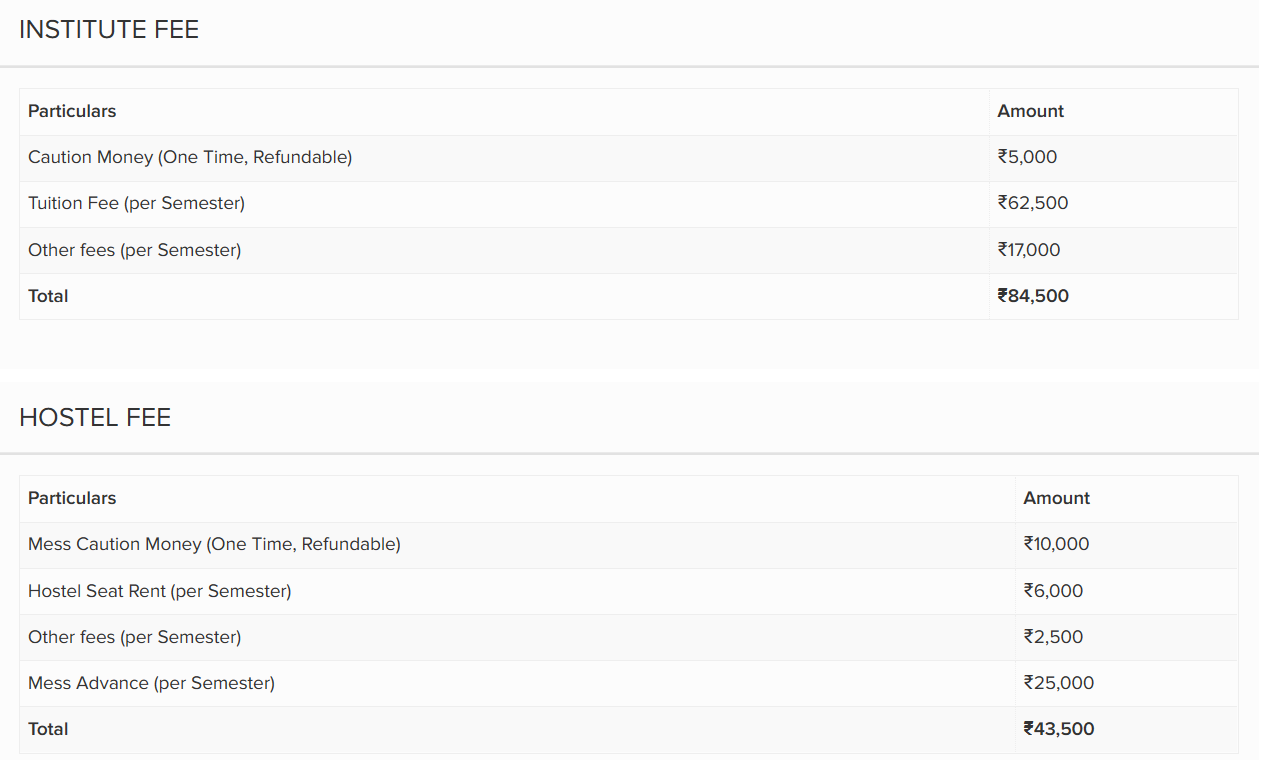 INSTITUTE FEE
Particulars Amount
Caution Money (One Time, Refundable) ₹5,000
Tuition Fee (per Semester) ₹62,500
Other fees (per Semester) ₹17,000
Total ₹84,500
HOSTEL FEE
Particulars Amount
Mess Caution Money (One Time, Refundable) ₹10,000
Hostel Seat Rent (per Semester) ₹6,000
Other fees (per Semester) ₹2,500
Mess Advance (per Semester) ₹25,000
Total ₹43,500